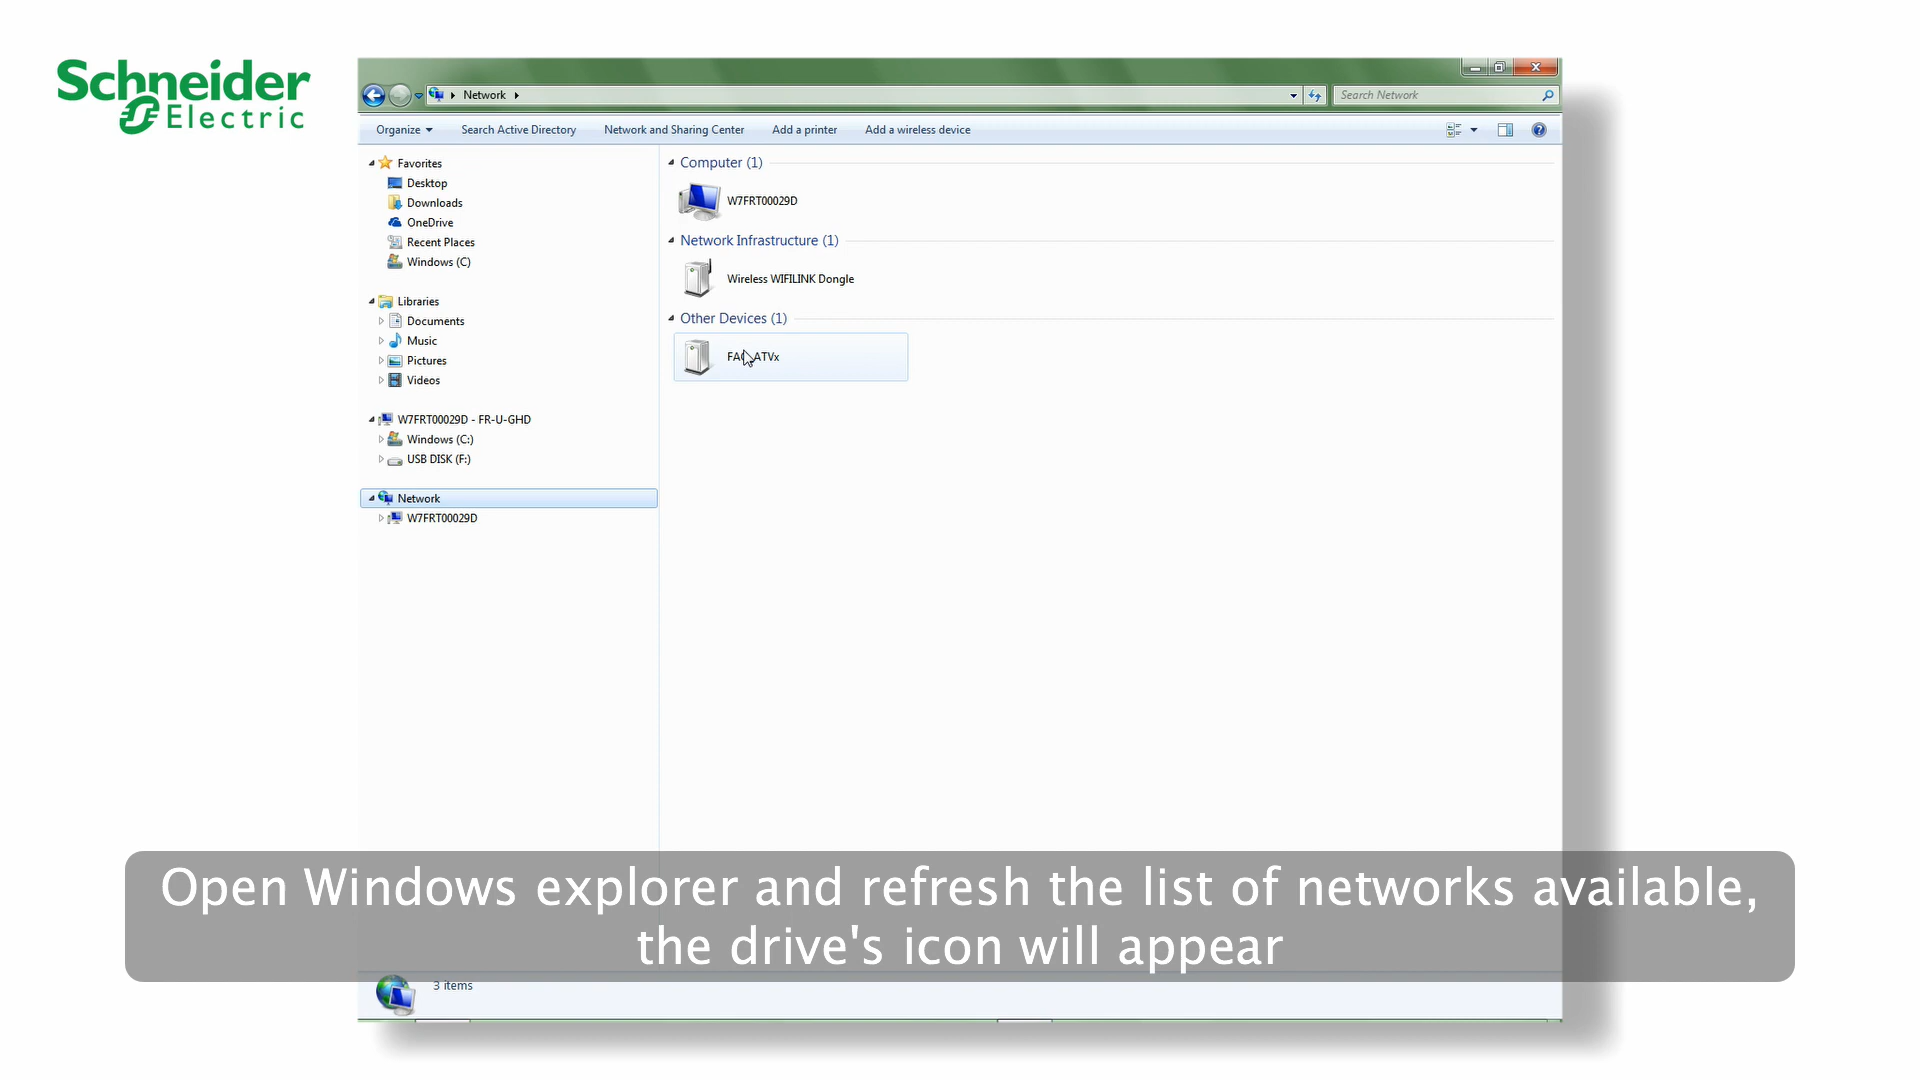 Schneider
Electric
Network
Search Network
Organize
Search Active Directory
Network and Sharing Center
Add a printer
Add a wireless device
Favorites
Desktop
Downloads
OneDrive
Recent Places
Windows (C)
Libraries
Documents
Music
Pictures
Videos
W7FRT00029D - FR-U-GHD
Windows (C:)
USB DISK (F:)
Network
W7FRT00029D
Computer (1)
W7FRT00029D
Network Infrastructure (1)
Wireless WIFILINK Dongle
Other Devices (1)
Open Windows explorer and refresh the list of networks available,
the drive's icon will appear
3 items